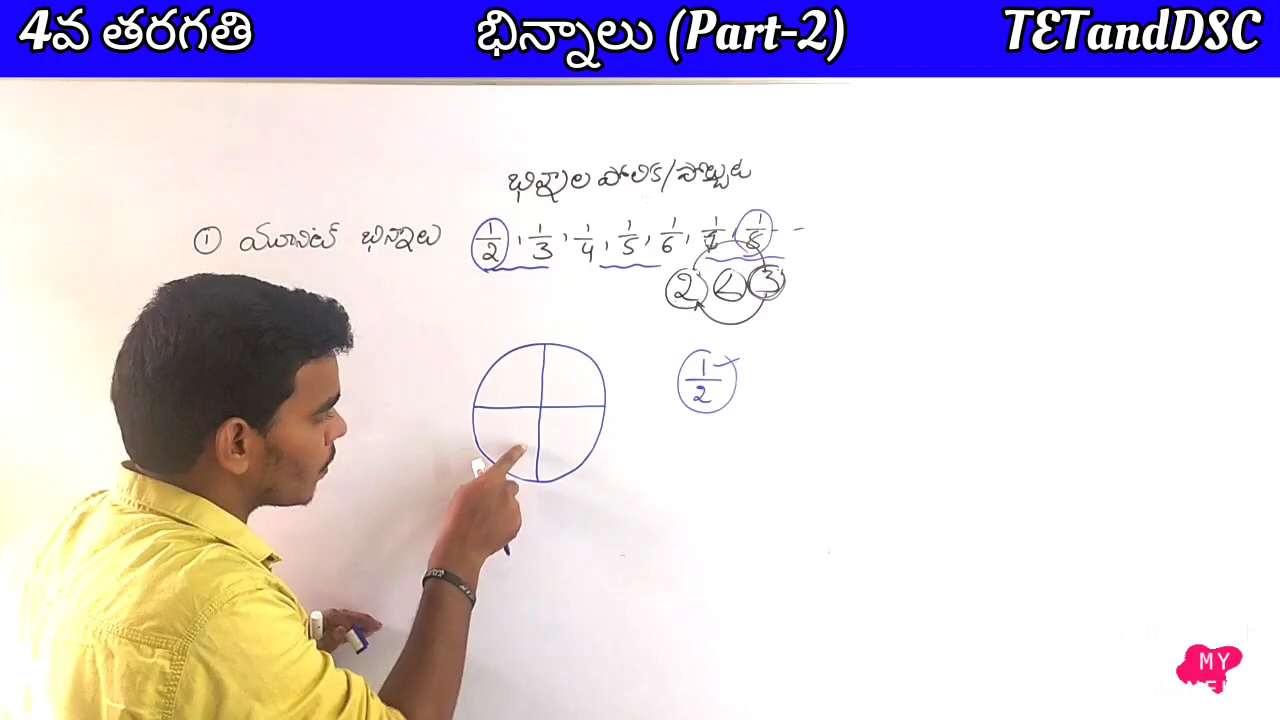 4వ తరగతి భిన్నాలు (Part-2) TETandDSC
భిన్నాల పోలిక/పోల్చుట
① యూనిట్ భిన్నాలు 1/2, 1/3, 1/4, 1/5, 1/6, 1/7, 1/8 - -
2 < 3
1/2
MY